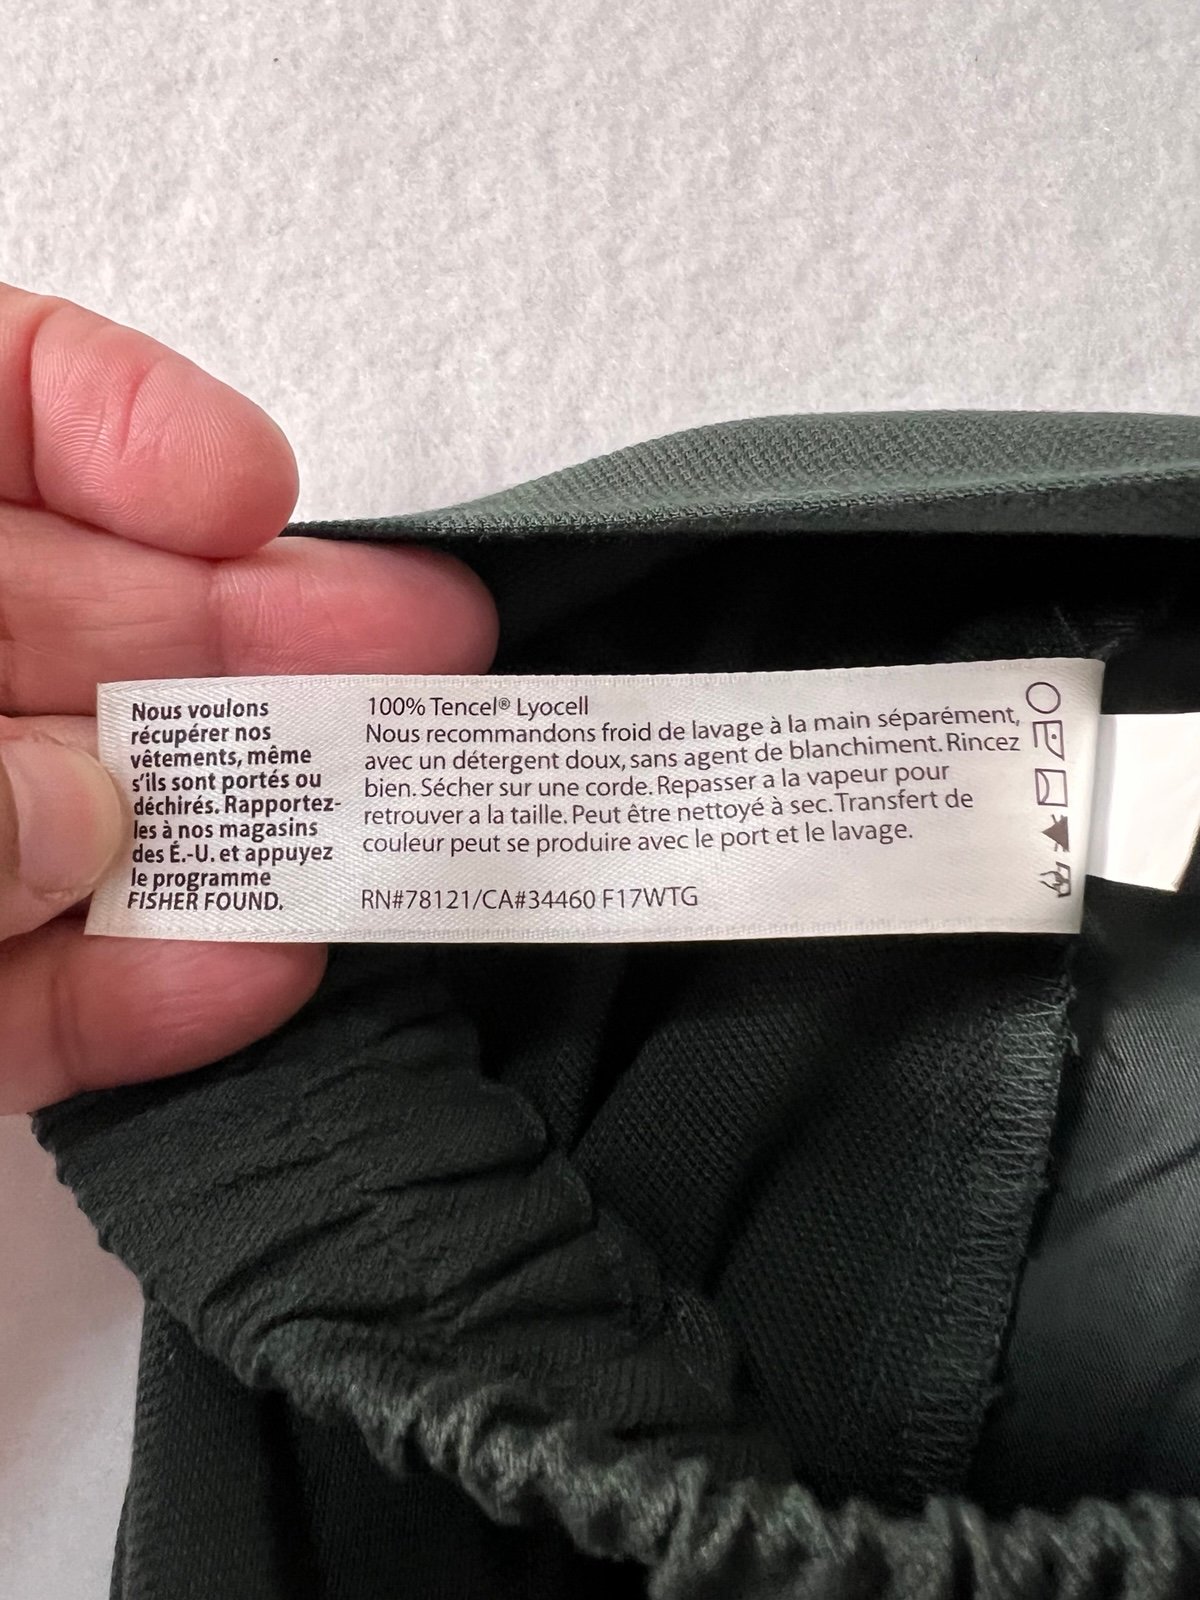 Nous voulons
récupérer nos
vêtements, même
s'ils sont portés ou
déchirés. Rapportez-
les à nos magasins
des É.-U. et appuyez
le programme
FISHER FOUND.
100% Tencel® Lyocell
Nous recommandons froid de lavage à la main séparément,
avec un détergent doux, sans agent de blanchiment. Rincez
bien. Sécher sur une corde. Repasser a la vapeur pour
retrouver a la taille. Peut être nettoyé à sec. Transfert de
couleur peut se produire avec le port et le lavage.
RN#78121/CA#34460 F17WTG